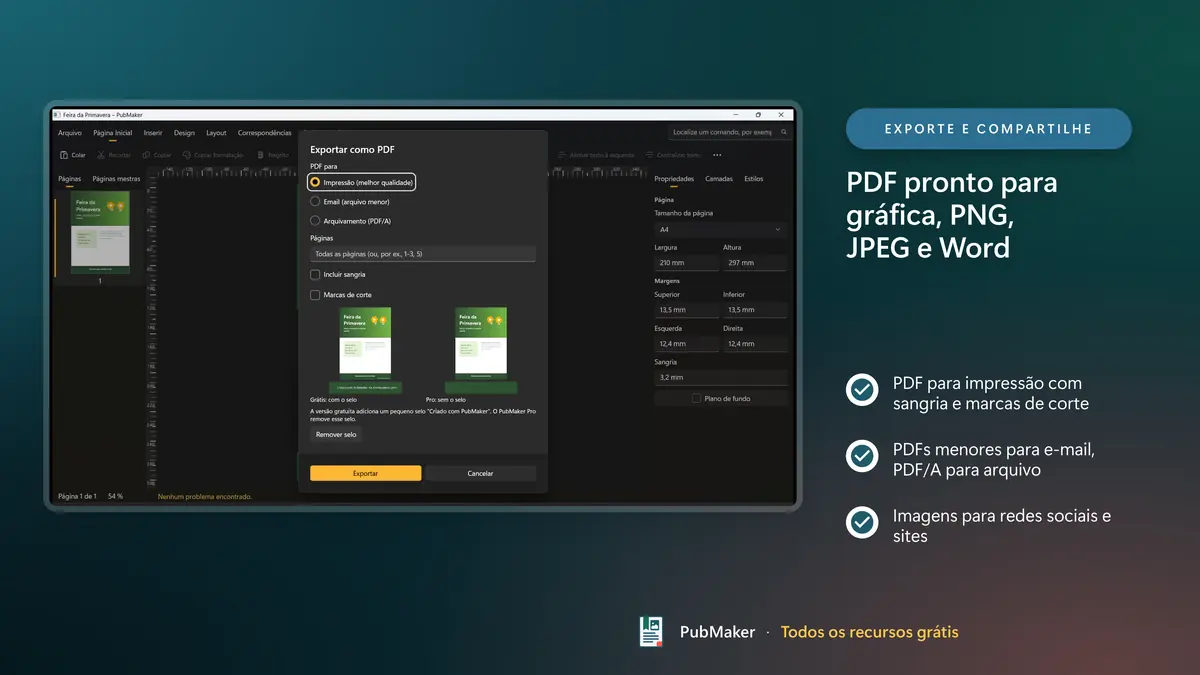 Feira da Primavera – PubMaker
Arquivo Página Inicial Inserir Design Layout Correspondências
Localize um comando, por exemp
Colar Recortar Copiar Copiar formatação Negrito
Alinhar texto à esquerda Centralizar texto
Páginas Páginas mestras
Feira da
Primavera
1
Exportar como PDF
PDF para
Impressão (melhor qualidade)
Email (arquivo menor)
Arquivamento (PDF/A)
Páginas
Todas as páginas (ou, por ex., 1-3, 5)
Incluir sangria
Marcas de corte
Feira da
Primavera
Feira da
Primavera
Grátis: com o selo
Pro: sem o selo
A versão gratuita adiciona um pequeno selo "Criado com PubMaker". O PubMaker Pro
remove esse selo.
Remover selo
Exportar
Cancelar
Propriedades Camadas Estilos
Página
Tamanho da página
A4
Largura Altura
210 mm 297 mm
Margens
Superior Inferior
13,5 mm 13,5 mm
Esquerda Direita
12,4 mm 12,4 mm
Sangria
3,2 mm
Plano de fundo
Página 1 de 1 54 %
Nenhum problema encontrado.
EXPORTE E COMPARTILHE
PDF pronto para
gráfica, PNG,
JPEG e Word
PDF para impressão com
sangria e marcas de corte
PDFs menores para e-mail,
PDF/A para arquivo
Imagens para redes sociais e
sites
PubMaker · Todos os recursos grátis